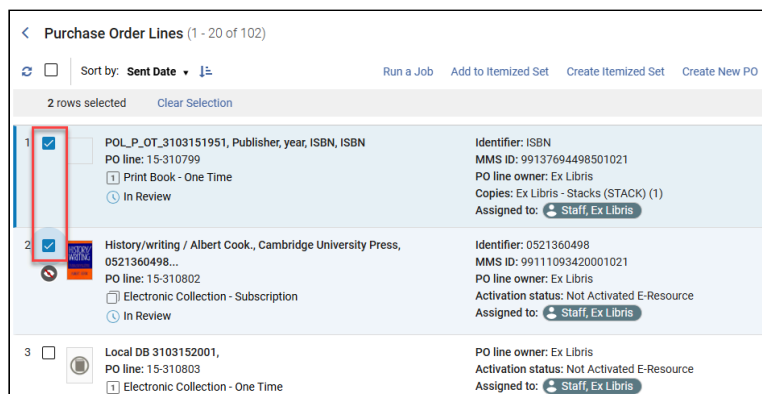 Purchase Order Lines (1 - 20 of 102)
Sort by: Sent Date
Run a Job Add to Itemized Set Create Itemized Set Create New PO
2 rows selected Clear Selection
1
POL_P_OT_3103151951, Publisher, year, ISBN, ISBN
PO line: 15-310799
1 Print Book - One Time
In Review
Identifier: ISBN
MMS ID: 99137694498501021
PO line owner: Ex Libris
Copies: Ex Libris - Stacks (STACK) (1)
Assigned to: Staff, Ex Libris
2
HISTORY/
WRITING
History/writing / Albert Cook., Cambridge University Press,
0521360498...
PO line: 15-310802
Electronic Collection - Subscription
In Review
Identifier: 0521360498
MMS ID: 99111093420001021
PO line owner: Ex Libris
Activation status: Not Activated E-Resource
Assigned to: Staff, Ex Libris
3
Local DB 3103152001,
PO line: 15-310803
1 Electronic Collection - One Time
PO line owner: Ex Libris
Activation status: Not Activated E-Resource
Assigned to: Staff, Ex Libris